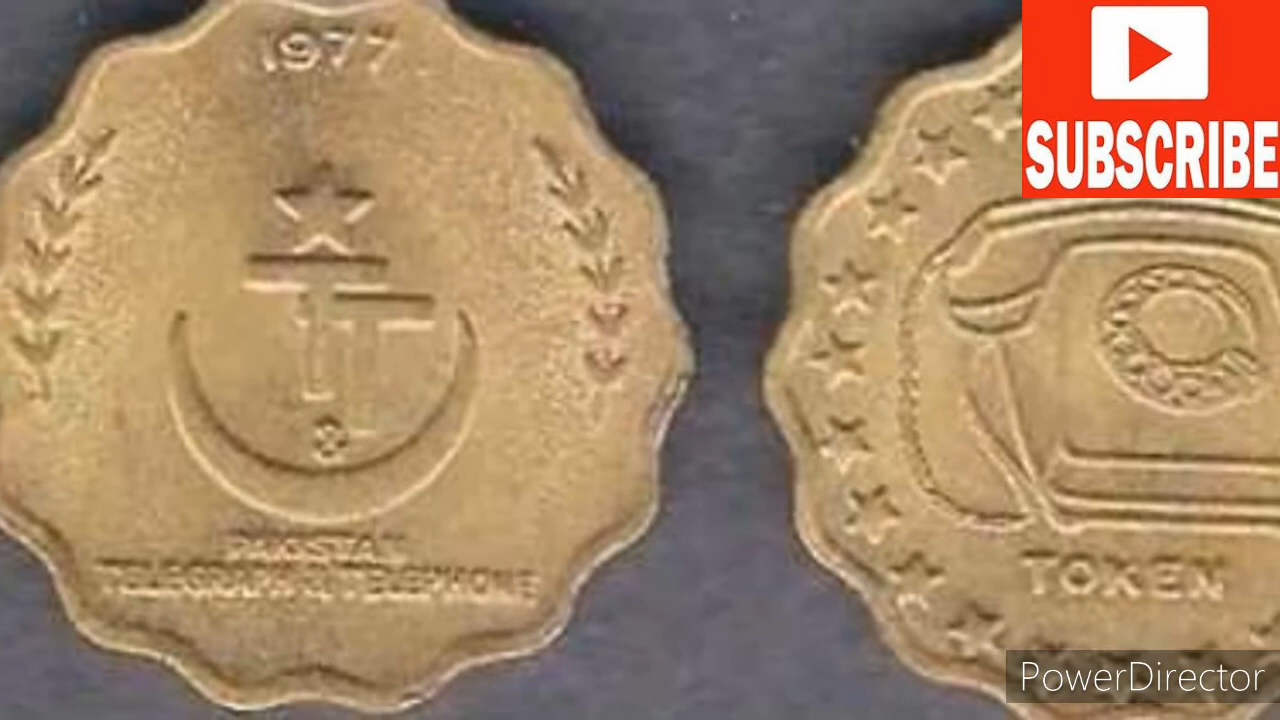 1977
SUBSCRIBE
PAKISTAN
TELEGRAPH & TELEPHONE
TOKEN
PowerDirector